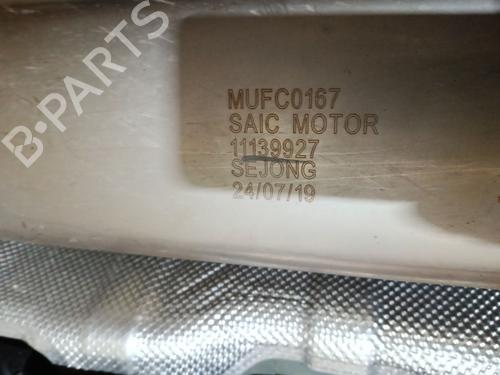 B-PARTS
MUFC0167
SAIC MOTOR
11139927
SEJONG
24/07/19